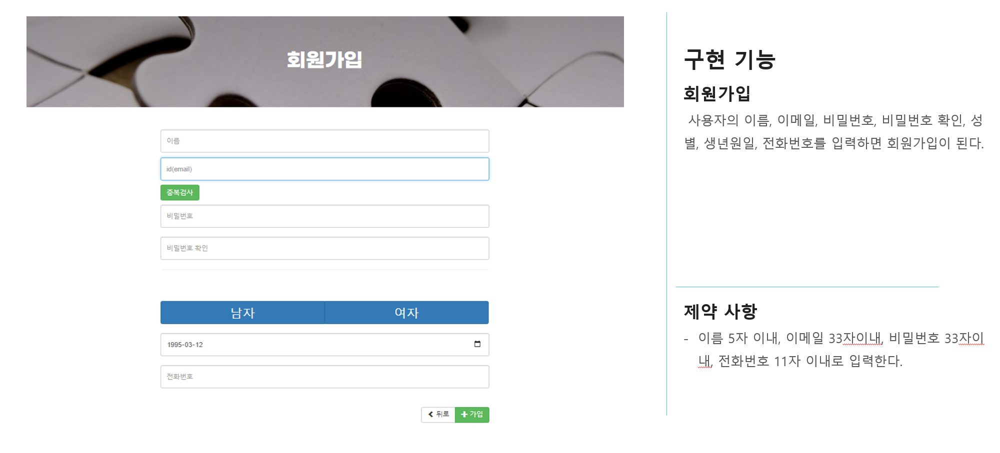 회원가입
이름
id(email)
중복검사
비밀번호
비밀번호 확인
남자 여자
1995-03-12
전화번호
뒤로 가입
구현 기능
회원가입
사용자의 이름, 이메일, 비밀번호, 비밀번호 확인, 성
별, 생년원일, 전화번호를 입력하면 회원가입이 된다.
제약 사항
- 이름 5자 이내, 이메일 33자이내, 비밀번호 33자이
내, 전화번호 11자 이내로 입력한다.